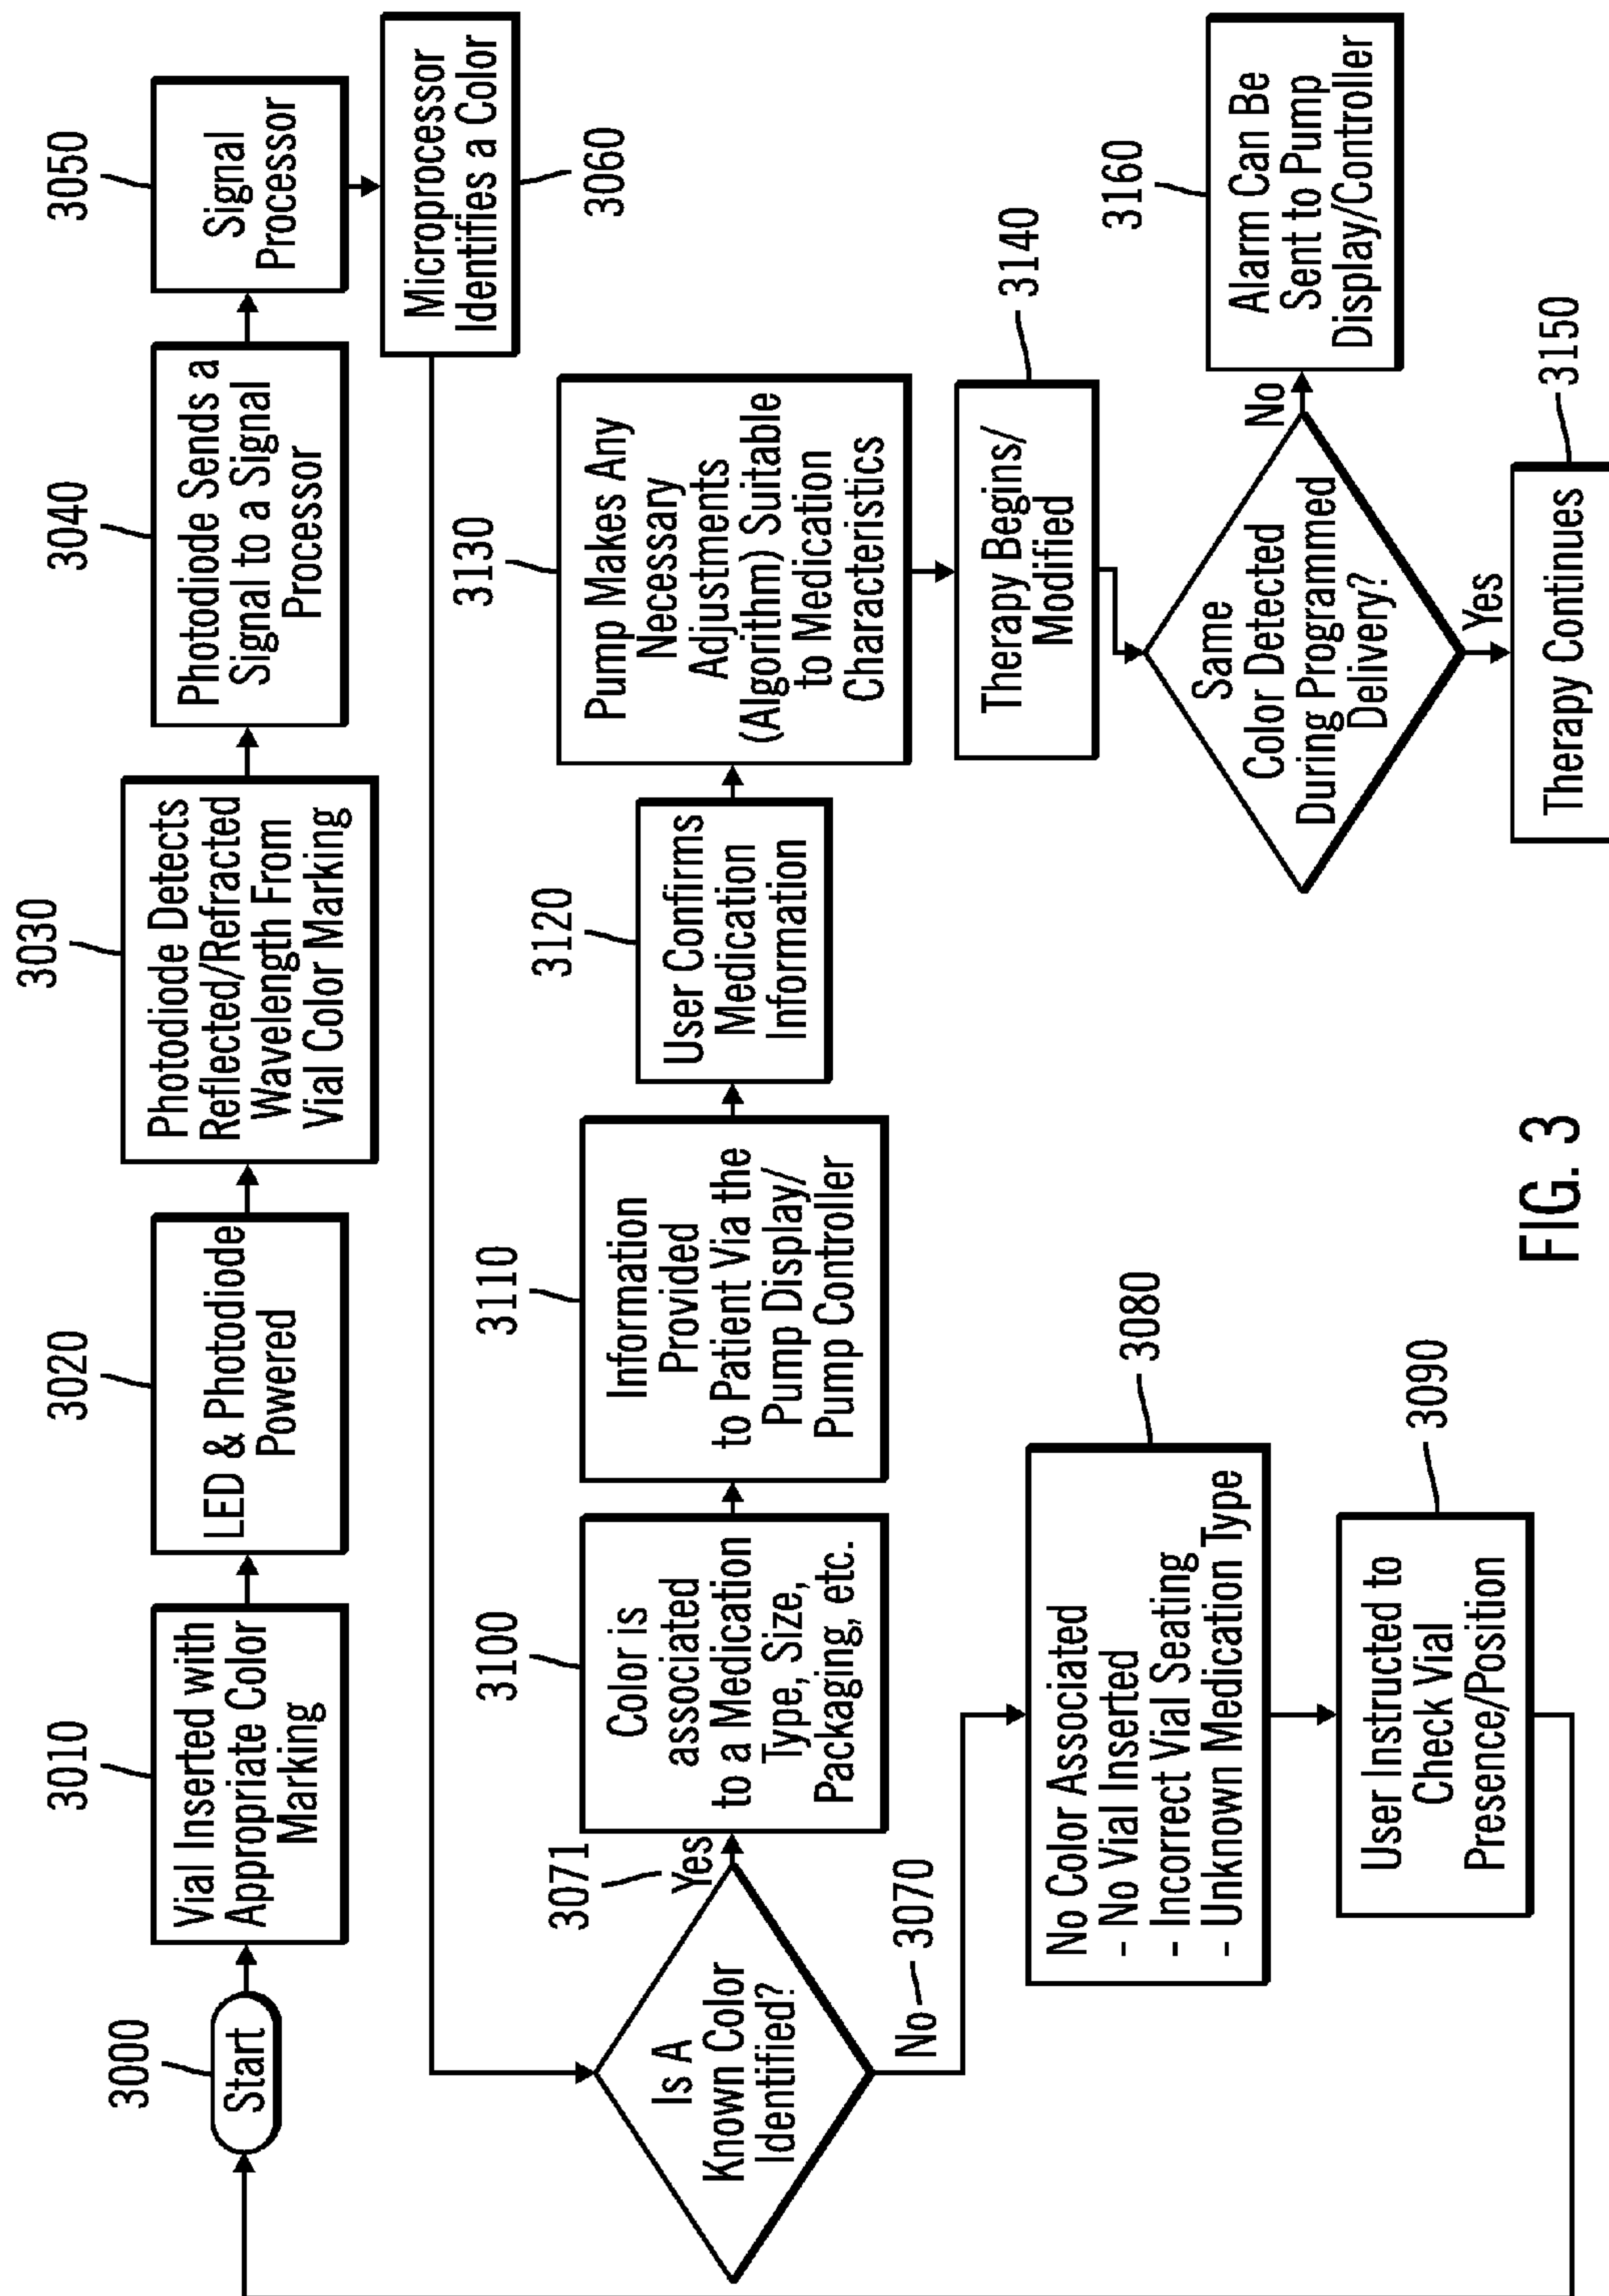 3000
Start
3010
Vial Inserted with
Appropriate Color
Marking
3020
LED & Photodiode
Powered
3030
Photodiode Detects
Reflected/Refracted
Wavelength From
Vial Color Marking
3040
Photodiode Sends a
Signal to a Signal
Processor
3050
Signal
Processor
Microprocessor
Identifies a Color
3060
Is A
Known Color
Identified?
3071
Yes
No
3070
3100
Color is
associated
to a Medication
Type, Size,
Packaging, etc.
3110
Information
Provided
to Patient Via the
Pump Display/
Pump Controller
3120
User Confirms
Medication
Information
3130
Pump Makes Any
Necessary
Adjustments
(Algorithm) Suitable
to Medication
Characteristics
3140
Therapy Begins/
Modified
Same
Color Detected
During Programmed
Delivery?
No
3160
Alarm Can Be
Sent to Pump
Display/Controller
Yes
3150
Therapy Continues
3080
No Color Associated
- No Vial Inserted
- Incorrect Vial Seating
- Unknown Medication Type
3090
User Instructed to
Check Vial
Presence/Position
FIG. 3